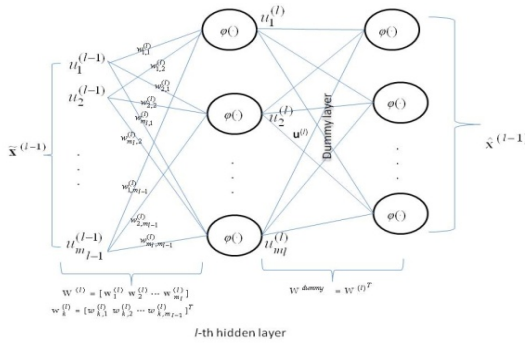 u_1^{(l-1)}
u_2^{(l-1)}
u_{m_{l-1}}^{(l-1)}
x̃^{(l-1)}
w_{1,1}^{(l)}
w_{1,2}^{(l)}
w_{2,1}^{(l)}
w_{2,2}^{(l)}
w_{m_l,1}^{(l)}
w_{m_l,2}^{(l)}
w_{1,m_{l-1}}^{(l)}
w_{2,m_{l-1}}^{(l)}
w_{m_l,m_{l-1}}^{(l)}
φ(·)
φ(·)
φ(·)
u_1^{(l)}
u_2^{(l)}
u^{(l)}
u_{m_l}^{(l)}
Dummy layer
φ(·)
φ(·)
φ(·)
x̂^{(l-1
W^{(l)} = [w_1^{(l)} w_2^{(l)} ⋯ w_{m_l}^{(l)}]
w_k^{(l)} = [w_{k,1}^{(l)} w_{k,2}^{(l)} ⋯ w_{k,m_{l-1}}^{(l)}]^T
W^{dummy} = W^{(l)T}
l-th hidden layer